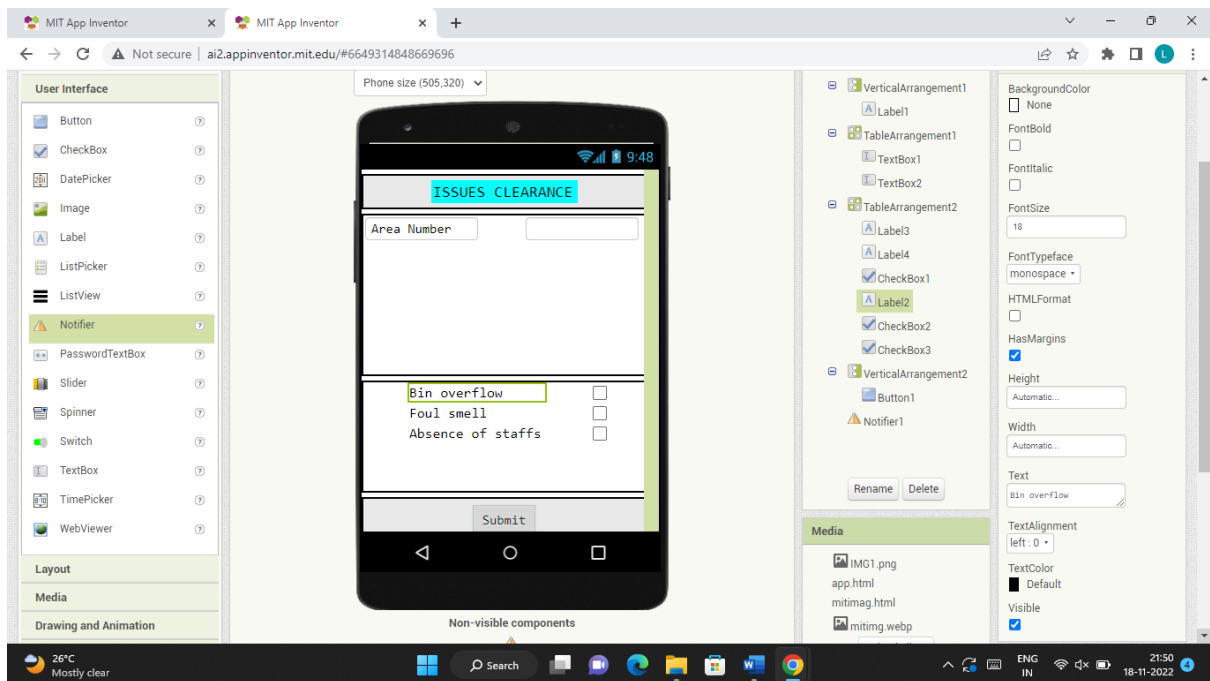 MIT App Inventor
MIT App Inventor
Not secure
ai2.appinventor.mit.edu/#6649314848669696
L
User Interface
Button
CheckBox
DatePicker
Image
Label
ListPicker
ListView
Notifier
PasswordTextBox
Slider
Spinner
Switch
TextBox
TimePicker
WebViewer
Layout
Media
Drawing and Animation
Phone size (505,320)
9:48
ISSUES CLEARANCE
Area Number
Bin overflow
Foul smell
Absence of staffs
Submit
Non-visible components
VerticalArrangement1
Label1
TableArrangement1
TextBox1
TextBox2
TableArrangement2
Label3
Label4
CheckBox1
Label2
CheckBox2
CheckBox3
VerticalArrangement2
Button1
Notifier1
Rename Delete
Media
IMG1.png
app.html
mitimag.html
mitimg.webp
BackgroundColor
None
FontBold
FontItalic
FontSize
18
FontTypeface
monospace
HTMLFormat
HasMargins
Height
Automatic...
Width
Automatic...
Text
Bin overflow
TextAlignment
left : 0
TextColor
Default
Visible
26°C
Mostly clear
Search
ENG
IN
21:50
18-11-2022
4